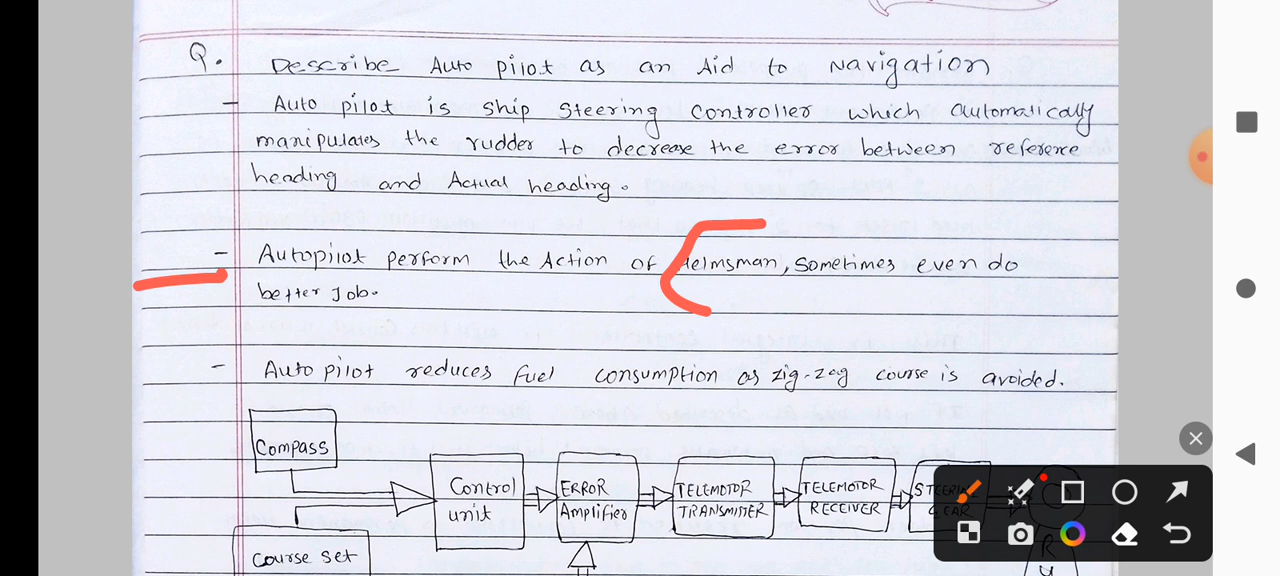 Q. Describe Auto pilot as an Aid to Navigation
- Auto pilot is ship steering controller which automatically
manipulates the rudder to decrease the error between reference
heading and Actual heading.
- Autopilot perform the Action of Helmsman, sometimes even do
better Job.
- Auto pilot reduces fuel consumption as zig-zag course is avoided.
Compass
Control
unit
ERROR
Amplifier
TELEMOTOR
TRANSMITTER
TELEMOTOR
RECEIVER
STEERING
GEAR
Course set
R